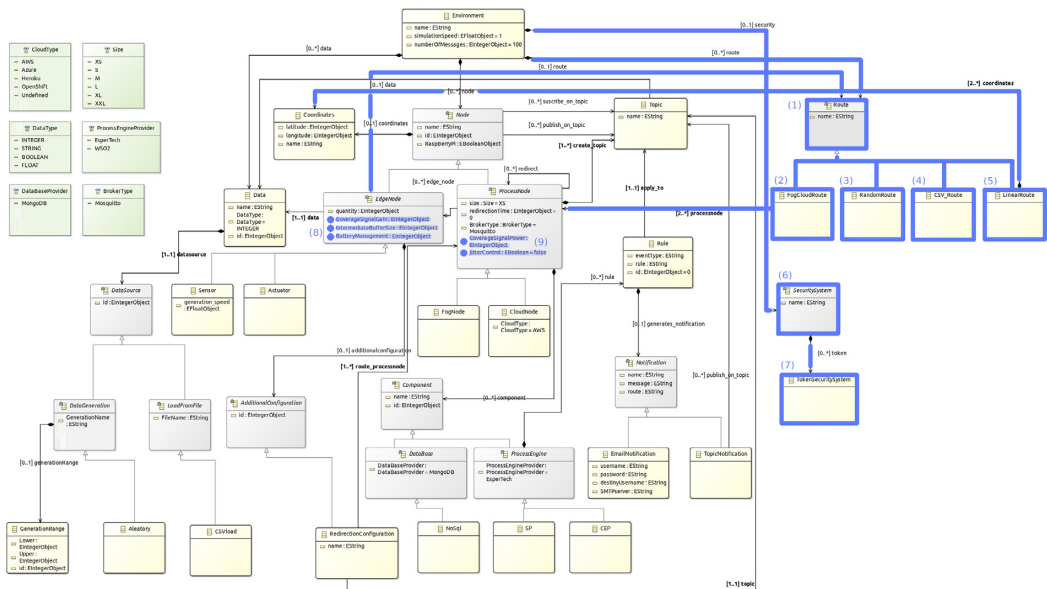 Environment
name : EString
simulationSpeed : EFloatObject = 1
numberOfMessages : EIntegerObject = 100
[0..1] security
[0..*] data
[0..*] route
[0..1] route
[0..1] data
[0..*] node
[2..*] coordinates
CloudType
AWS
Azure
Heroku
OpenShift
Undefined
Size
XS
S
M
L
XL
XXL
DataType
INTEGER
STRING
BOOLEAN
FLOAT
ProcessEngineProvider
EsperTech
WSO2
DataBaseProvider
MongoDB
BrokerType
Mosquitto
Coordinates
latitude : EIntegerObject
longitude : EIntegerObject
name : EString
[0..1] coordinates
Node
name : EString
id : EIntegerObject
RaspBerryPi : EBooleanObject
[0..*] suscribe_on_topic
[0..*] publish_on_topic
[1..*] create_topic
Topic
name : EString
(1)
Route
name : EString
[0..*] redirect
[0..*] edge_node
[1..1] apply_to
(2)
FogCloudRoute
(3)
RandomRoute
(4)
CSV_Route
(5)
LinearRoute
[2..*] processnode
Data
name : EString
DataType :
DataType =
INTEGER
id : EIntegerObject
[1..1] data
EdgeNode
quantity : EIntegerObject
CoverageSignalGain : EIntegerObject
IntermediateBufferSize : EIntegerObject
BatteryManagment : EIntegerObject
(8)
ProcessNode
size : Size = XS
redirectionTime : EIntegerObject =
0
BrokerType : BrokerType =
Mosquitto
CoverageSignalPower :
EIntegerObject
JitterControl : EBoolean = false
(9)
Rule
eventType : EString
rule : EString
id : EIntegerObject = 0
[1..1] datasource
[0..*] rule
DataSource
id : EIntegerObject
Sensor
generation_speed :
EFloatObject
Actuator
FogNode
CloudNode
CloudType :
CloudType = AWS
(6)
SecuritySystem
name : EString
[0..1] generates_notification
[0..*] token
(7)
TokenSecuritySystem
[0..1] additionalconfiguration
[1..*] route_processnode
Notification
name : EString
message : EString
route : EString
[0..*] publish_on_topic
Component
name : EString
id : EIntegerObject
[0..*] component
DataGeneration
GenerationName
: EString
LoadFromFile
FileName : EString
AdditionalConfiguration
id : EIntegerObject
DataBase
DataBaseProvider :
DataBaseProvider = MongoDB
ProcessEngine
ProcessEngineProvider :
ProcessEngineProvider =
EsperTech
EmailNotification
username : EString
password : EString
destinyUsername : EString
SMTPserver : EString
TopicNotification
[0..1] generationRange
GenerationRange
Lower :
EIntegerObject
Upper :
EIntegerObject
id : EIntegerObject
Aleatory
CSVload
RedirectionConfiguration
name : EString
NoSql
SP
CEP
[1..1] topic